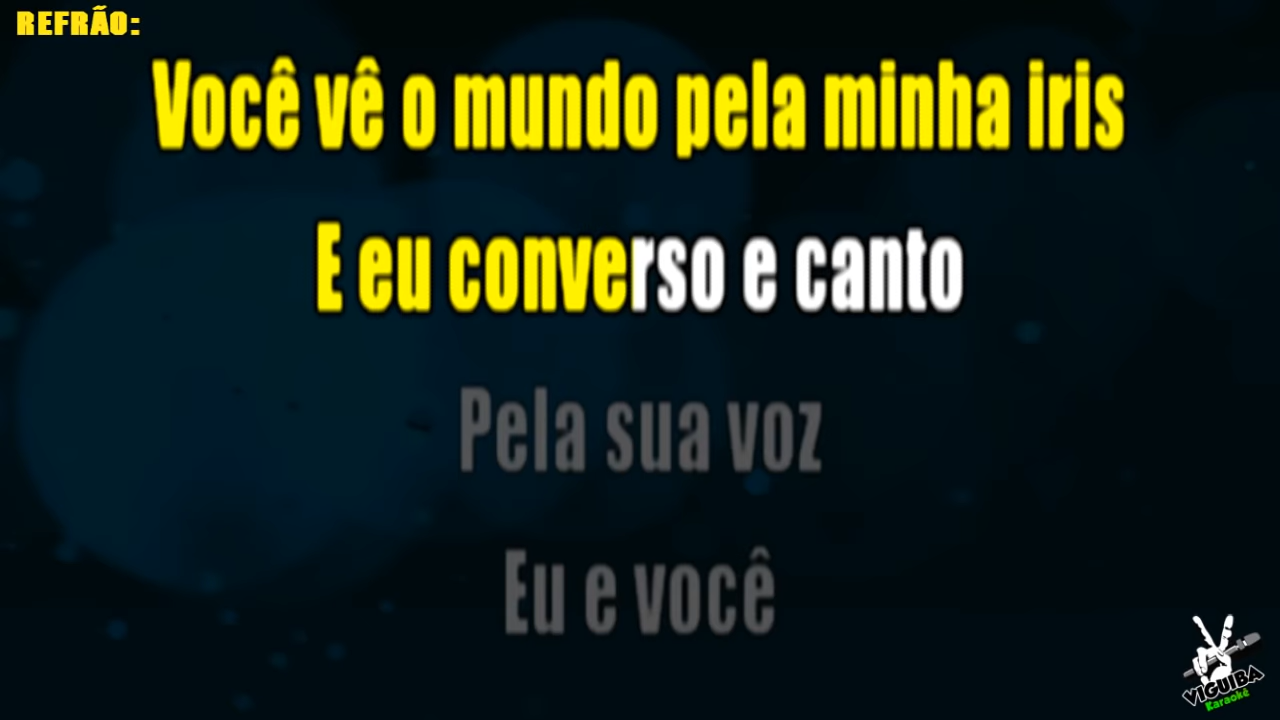 REFRÃO:
Você vê o mundo pela minha iris
E eu converso e canto
Pela sua voz
Eu e você
VIGUIBA
Karaokê